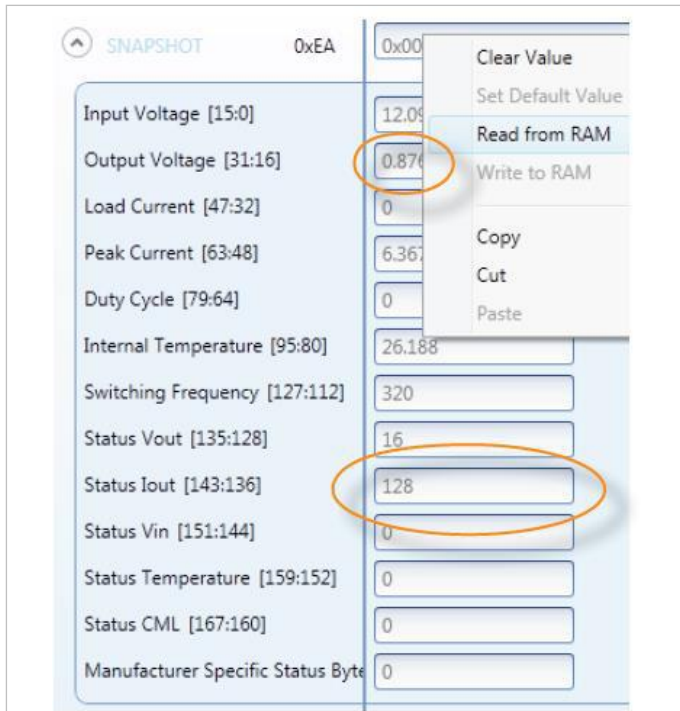 SNAPSHOT 0xEA 0x00
Clear Value
Set Default Value
Read from RAM
Write to RAM
Copy
Cut
Paste
Input Voltage [15:0] 12.09
Output Voltage [31:16] 0.876
Load Current [47:32] 0
Peak Current [63:48] 6.367
Duty Cycle [79:64] 0
Internal Temperature [95:80] 26.188
Switching Frequency [127:112] 320
Status Vout [135:128] 16
Status Iout [143:136] 128
Status Vin [151:144] 0
Status Temperature [159:152] 0
Status CML [167:160] 0
Manufacturer Specific Status Byte 0